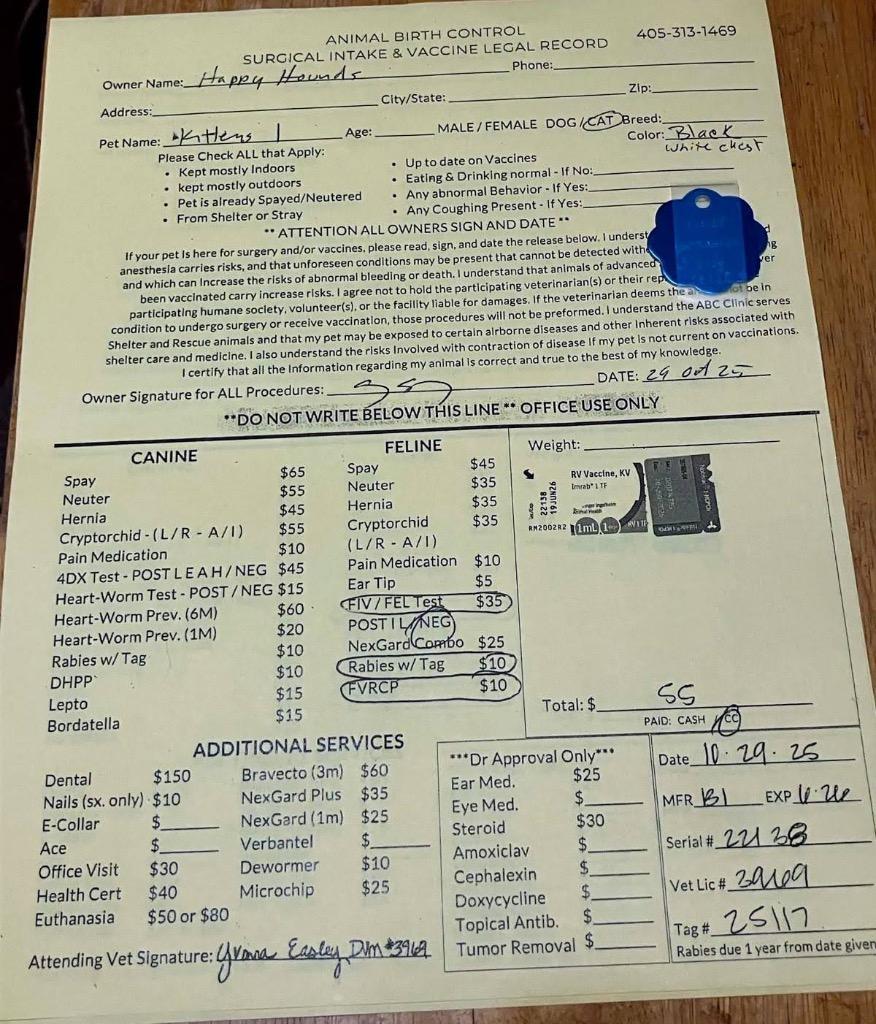 ANIMAL BIRTH CONTROL 405-313-1469
SURGICAL INTAKE & VACCINE LEGAL RECORD
Owner Name: Happy Hounds Phone:
Address: City/State: Zip:
Pet Name: Kittens 1 Age: MALE / FEMALE DOG / CAT Breed:
Color: Black
white chest
Please Check ALL that Apply:
• Kept mostly Indoors
• kept mostly outdoors
• Pet is already Spayed/Neutered
• From Shelter or Stray
• Up to date on Vaccines
• Eating & Drinking normal - If No:
• Any abnormal Behavior - If Yes:
• Any Coughing Present - If Yes:
** ATTENTION ALL OWNERS SIGN AND DATE **
If your pet is here for surgery and/or vaccines, please read, sign, and date the release below. I underst
anesthesia carries risks, and that unforeseen conditions may be present that cannot be detected with
and which can Increase the risks of abnormal bleeding or death. I understand that animals of advanced ver
been vaccinated carry increase risks. I agree not to hold the participating veterinarian(s) or their rep
participating humane society, volunteer(s), or the facility liable for damages. If the veterinarian deems the be in
condition to undergo surgery or receive vaccination, those procedures will not be preformed. I understand the ABC Clinic serves
Shelter and Rescue animals and that my pet may be exposed to certain airborne diseases and other Inherent risks associated with
shelter care and medicine. I also understand the risks Involved with contraction of disease If my pet is not current on vaccinations.
I certify that all the Information regarding my animal is correct and true to the best of my knowledge.
Owner Signature for ALL Procedures: DATE: 29 Oct 25
**DO NOT WRITE BELOW THIS LINE ** OFFICE USE ONLY
CANINE
Spay $65
Neuter $55
Hernia $45
Cryptorchid - (L/R - A/I) $55
Pain Medication $10
4DX Test - POST L E A H / NEG $45
Heart-Worm Test - POST / NEG $15
Heart-Worm Prev. (6M) $60
Heart-Worm Prev. (1M) $20
Rabies w/ Tag $10
DHPP $10
Lepto $15
Bordatella $15
FELINE
Spay $45
Neuter $35
Hernia $35
Cryptorchid $35
(L/R - A/I)
Pain Medication $10
Ear Tip $5
FIV / FEL Test $35
POST I L / NEG
NexGard Combo $25
Rabies w/ Tag $10
FVRCP $10
Weight:
RV Vaccine, KV
Imrab® 1 TF
22138
19JUN26
RM2002R2
1mL
Total: $ 55
PAID: CASH / CC
ADDITIONAL SERVICES
Dental $150
Nails (sx. only) $10
E-Collar $
Ace $
Office Visit $30
Health Cert $40
Euthanasia $50 or $80
Bravecto (3m) $60
NexGard Plus $35
NexGard (1m) $25
Verbantel $
Dewormer $10
Microchip $25
***Dr Approval Only***
Ear Med. $25
Eye Med. $
Steroid $30
Amoxiclav $
Cephalexin $
Doxycycline $
Topical Antib. $
Tumor Removal $
Date 10.29.25
MFR BI EXP 6.26
Serial # 22138
Vet Lic # 3969
Tag # 25117
Rabies due 1 year from date given
Attending Vet Signature: Yvonna Easley DVM #3969